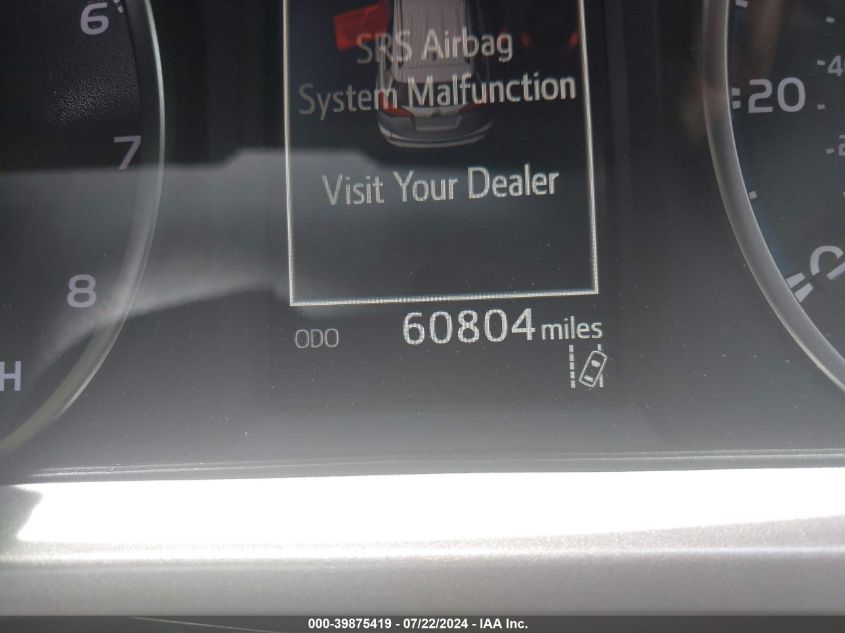 6
SRS Airbag
System Malfunction
Visit Your Dealer
7
8
H
20
ODO 60804 miles
000-39875419 / 07/22/2024 - IAA Inc.